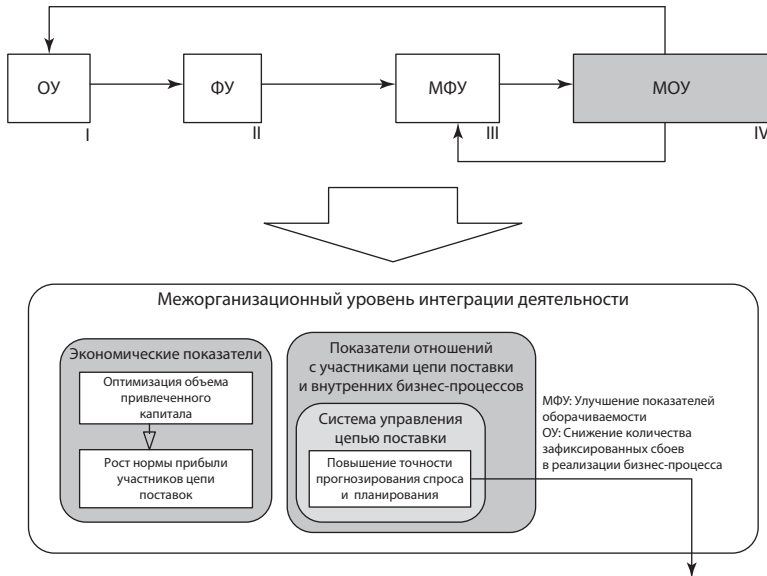 ОУ
I
ФУ
II
МФУ
III
МОУ
IV
Межорганизационный уровень интеграции деятельности
Экономические показатели
Оптимизация объема
привлеченного
капитала
Рост нормы прибыли
участников цепи
поставок
Показатели отношений
с участниками цепи поставки
и внутренних бизнес-процессов
Система управления
цепью поставки
Повышение точности
прогнозирования спроса
и планирования
МФУ: Улучшение показателей
оборачиваемости
ОУ: Снижение количества
зафиксированных сбоев
в реализации бизнес-процесса